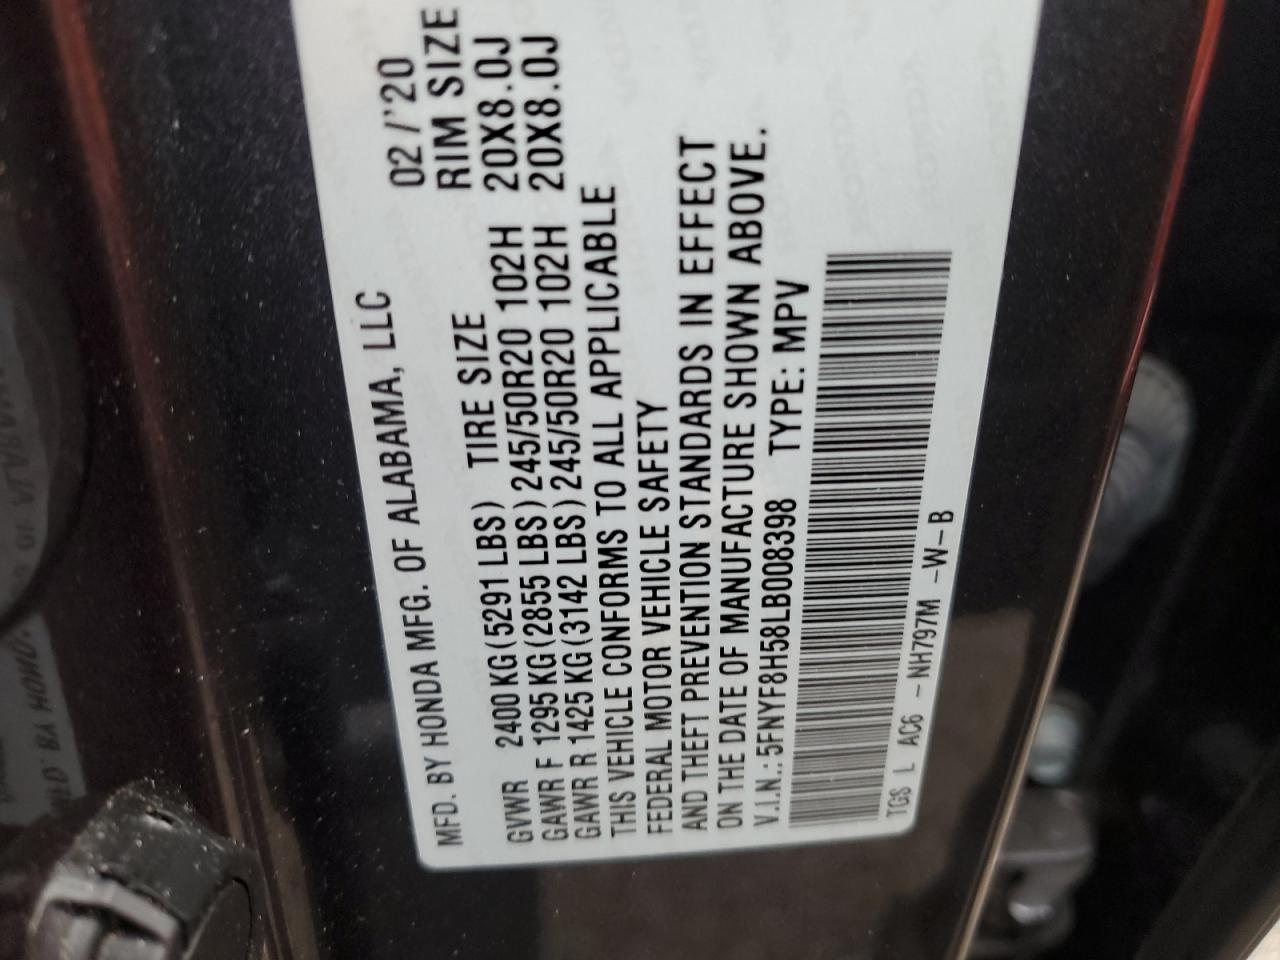 MFD. BY HONDA MFG. OF ALABAMA, LLC 02/'20
RIM SIZE
GVWR 2400 KG (5291 LBS) TIRE SIZE
GAWR F 1295 KG (2855 LBS) 245/50R20 102H 20X8.0J
GAWR R 1425 KG (3142 LBS) 245/50R20 102H 20X8.0J
THIS VEHICLE CONFORMS TO ALL APPLICABLE
FEDERAL MOTOR VEHICLE SAFETY
AND THEFT PREVENTION STANDARDS IN EFFECT
ON THE DATE OF MANUFACTURE SHOWN ABOVE.
V.I.N.: 5FNYF8H58LB008398 TYPE: MPV
TGS L AC6 - NH797M -W-B